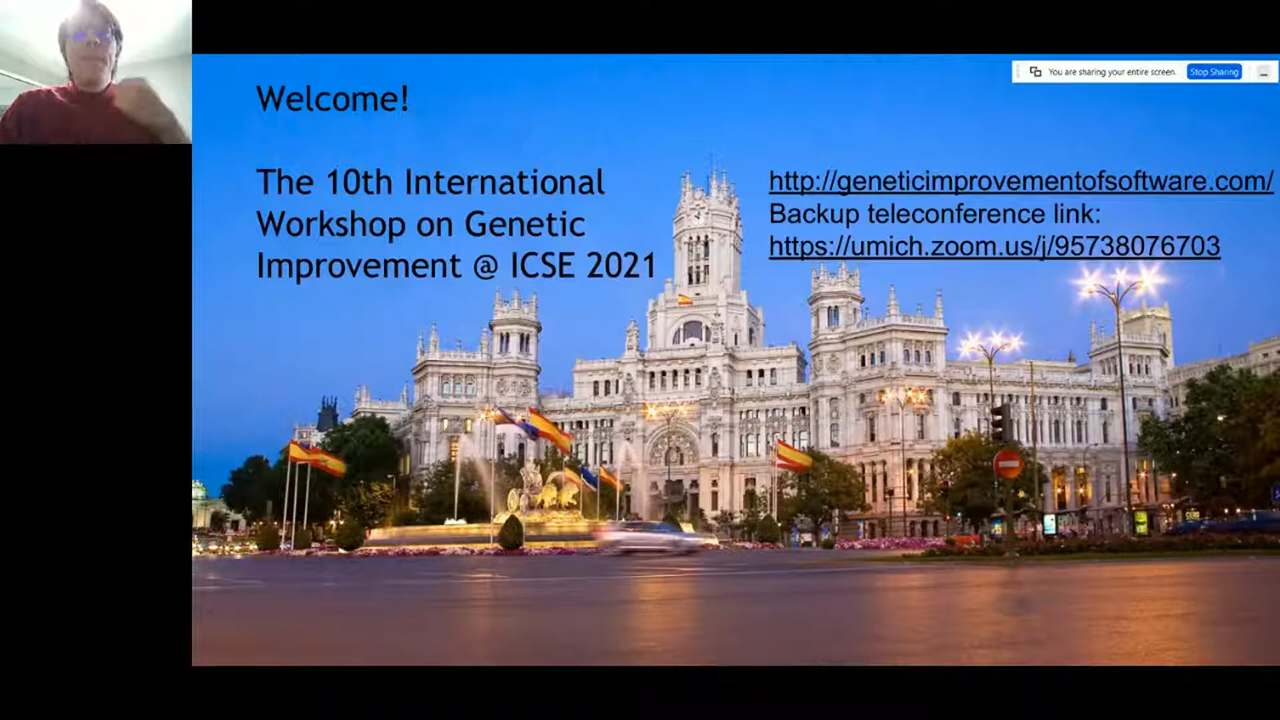 You are sharing your entire screen. Stop Sharing
Welcome!
The 10th International
Workshop on Genetic
Improvement @ ICSE 2021
http://geneticimprovementofsoftware.com/
Backup teleconference link:
https://umich.zoom.us/j/95738076703